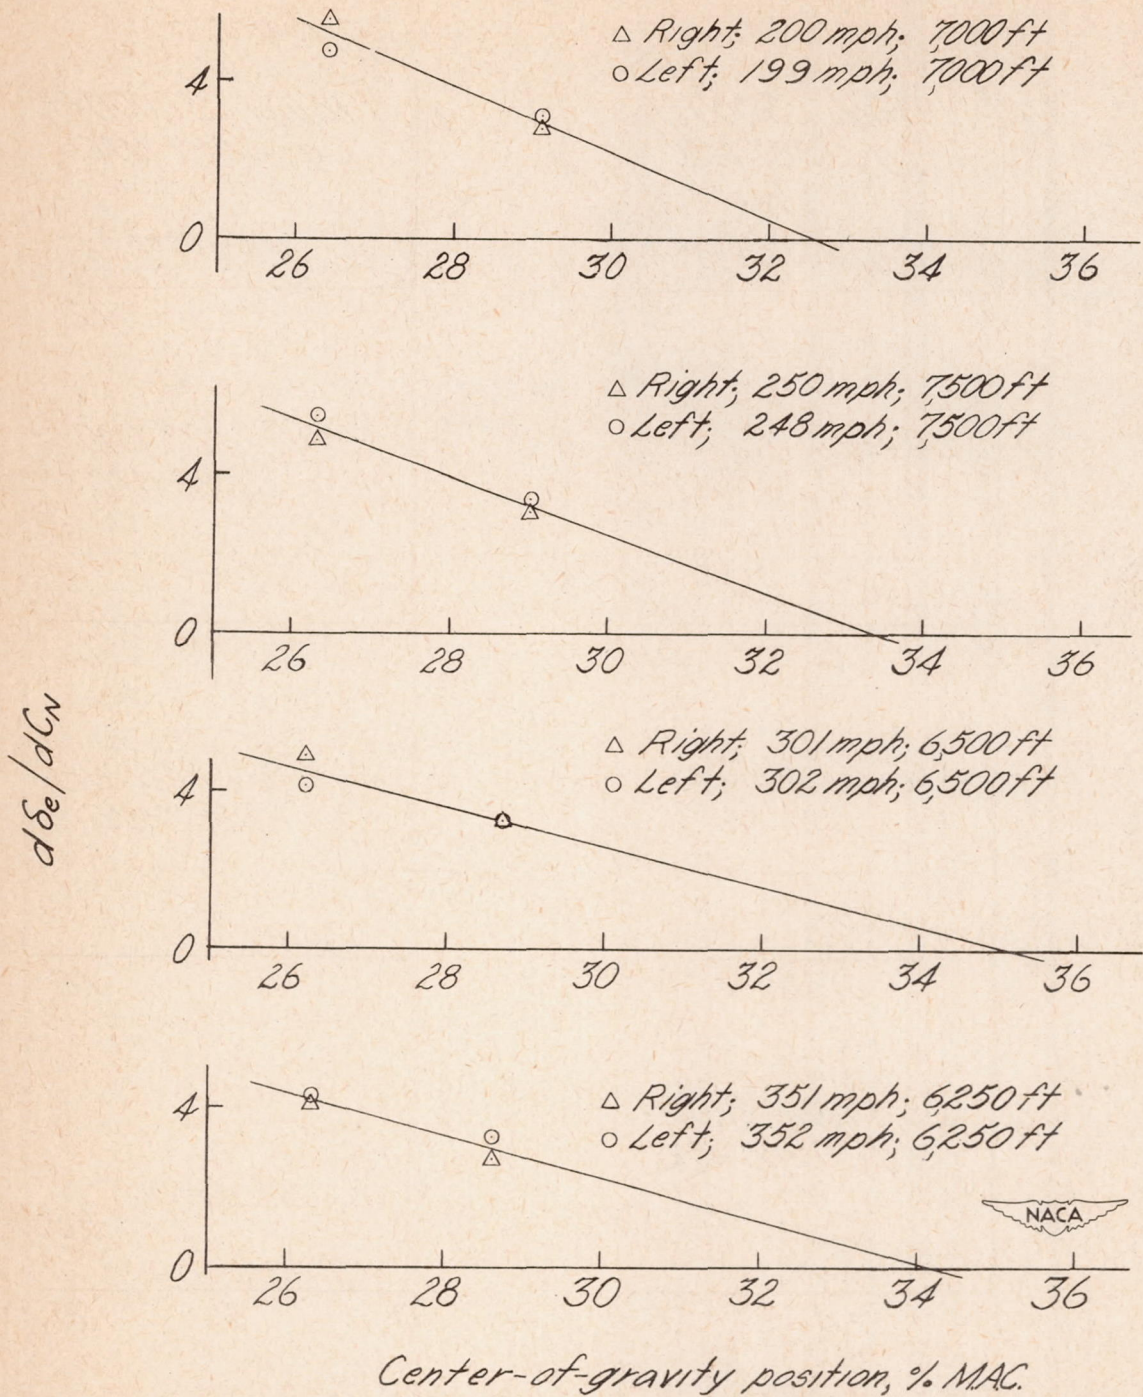 △ Right; 200 mph; 7,000 ft
○ Left; 199 mph; 7,000 ft
4
0
26 28 30 32 34 36
△ Right; 250 mph; 7,500 ft
○ Left; 248 mph; 7,500 ft
4
0
26 28 30 32 34 36
dδe/dCN
△ Right; 301 mph; 6,500 ft
○ Left; 302 mph; 6,500 ft
4
0
26 28 30 32 34 36
△ Right; 351 mph; 6,250 ft
○ Left; 352 mph; 6,250 ft
4
NACA
0
26 28 30 32 34 36
Center-of-gravity position, % MAC.